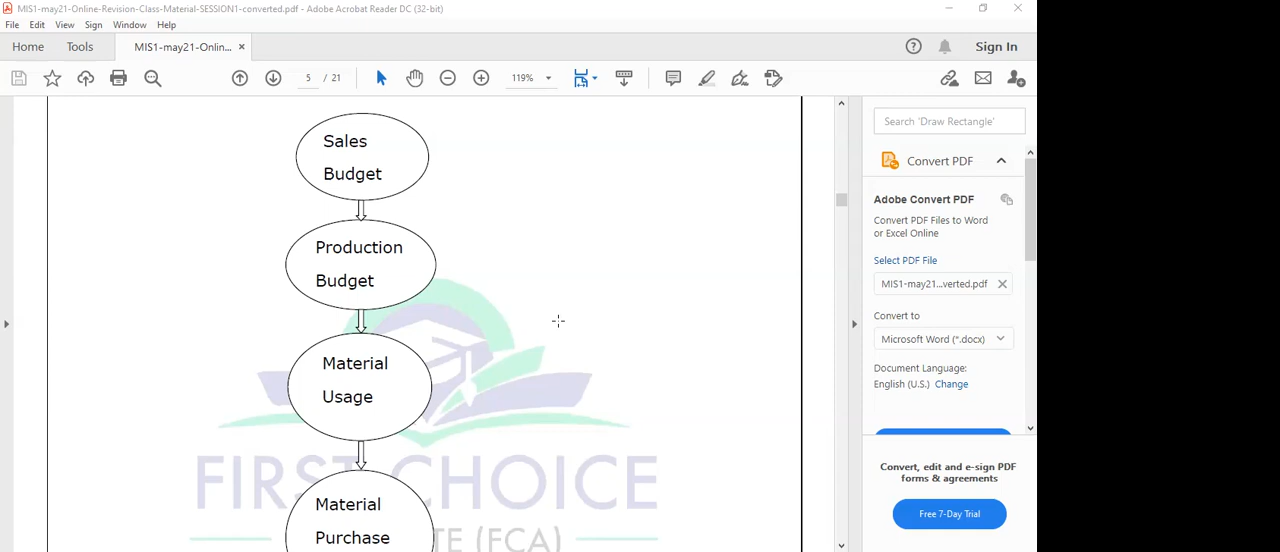 MIS1-may21-Online-Revision-Class-Material-SESSION1-converted.pdf - Adobe Acrobat Reader DC (32-bit)
File Edit View Sign Window Help
Home Tools MIS1-may21-Onlin... × Sign In
5 / 21 119%
Search 'Draw Rectangle'
Convert PDF
Adobe Convert PDF
Convert PDF Files to Word
or Excel Online
Select PDF File
MIS1-may21...verted.pdf
Convert to
Microsoft Word (*.docx)
Document Language:
English (U.S.) Change
Convert, edit and e-sign PDF
forms & agreements
Free 7-Day Trial
Sales
Budget
Production
Budget
Material
Usage
Material
Purchase
FIRST CHOICE
TE (FCA)